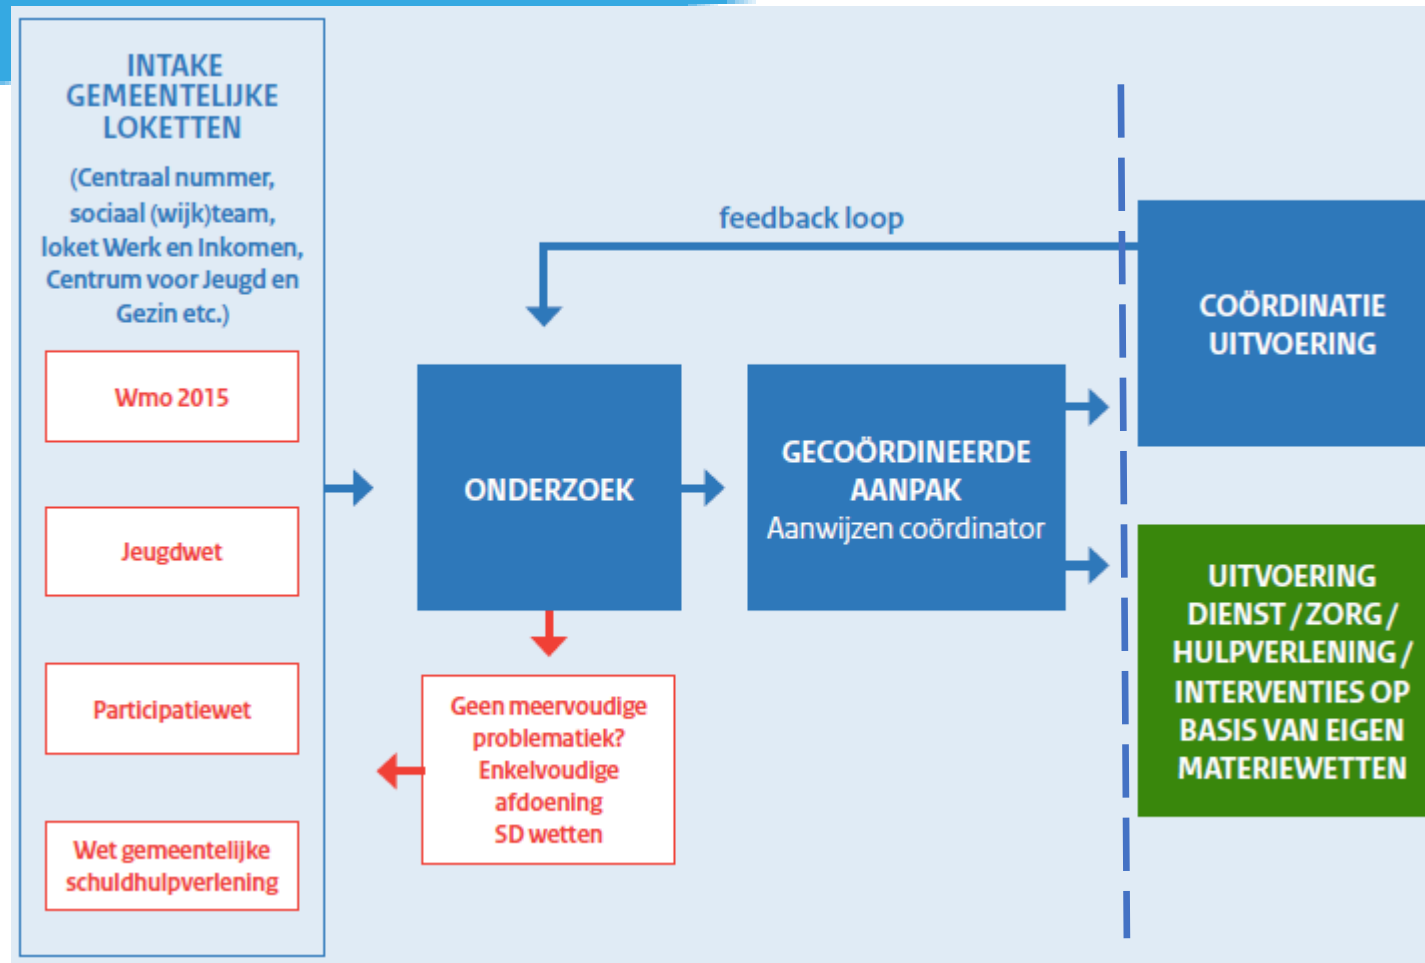 INTAKE
GEMEENTELIJKE
LOKETTEN
(Centraal nummer,
sociaal (wijk)team,
loket Werk en Inkomen,
Centrum voor Jeugd en
Gezin etc.)
Wmo 2015
Jeugdwet
Participatiewet
Wet gemeentelijke
schuldhulpverlening
feedback loop
ONDERZOEK
Geen meervoudige
problematiek?
Enkelvoudige
afdoening
SD wetten
GECOÖRDINEERDE
AANPAK
Aanwijzen coördinator
COÖRDINATIE
UITVOERING
UITVOERING
DIENST / ZORG /
HULPVERLENING /
INTERVENTIES OP
BASIS VAN EIGEN
MATERIEWETTEN